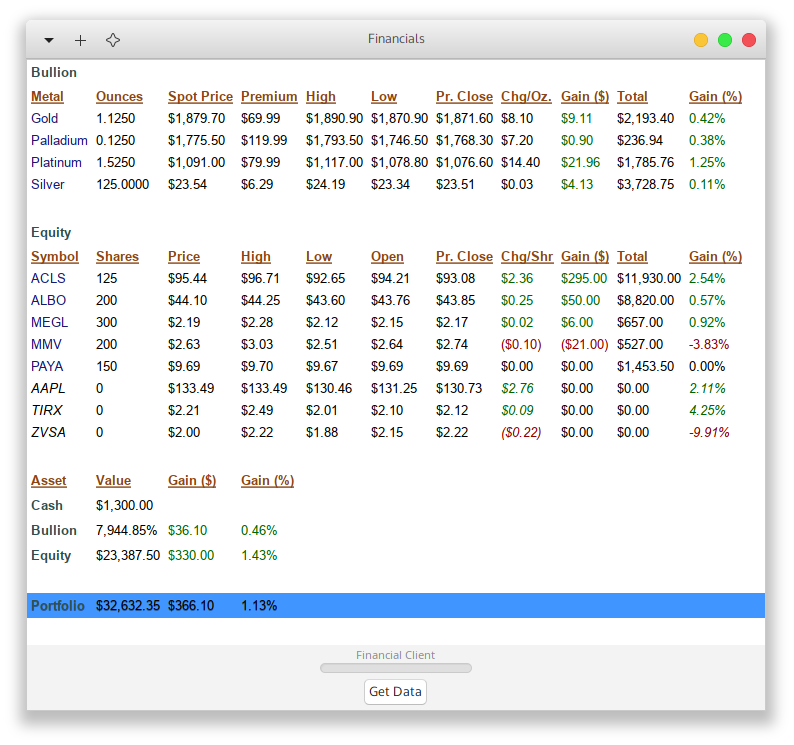 Financials
Bullion
Metal Ounces Spot Price Premium High Low Pr. Close Chg/Oz. Gain ($) Total Gain (%)
Gold 1.1250 $1,879.70 $69.99 $1,890.90 $1,870.90 $1,871.60 $8.10 $9.11 $2,193.40 0.42%
Palladium 0.1250 $1,775.50 $119.99 $1,793.50 $1,746.50 $1,768.30 $7.20 $0.90 $236.94 0.38%
Platinum 1.5250 $1,091.00 $79.99 $1,117.00 $1,078.80 $1,076.60 $14.40 $21.96 $1,785.76 1.25%
Silver 125.0000 $23.54 $6.29 $24.19 $23.34 $23.51 $0.03 $4.13 $3,728.75 0.11%
Equity
Symbol Shares Price High Low Open Pr. Close Chg/Shr Gain ($) Total Gain (%)
ACLS 125 $95.44 $96.71 $92.65 $94.21 $93.08 $2.36 $295.00 $11,930.00 2.54%
ALBO 200 $44.10 $44.25 $43.60 $43.76 $43.85 $0.25 $50.00 $8,820.00 0.57%
MEGL 300 $2.19 $2.28 $2.12 $2.15 $2.17 $0.02 $6.00 $657.00 0.92%
MMV 200 $2.63 $3.03 $2.51 $2.64 $2.74 ($0.10) ($21.00) $527.00 -3.83%
PAYA 150 $9.69 $9.70 $9.67 $9.69 $9.69 $0.00 $0.00 $1,453.50 0.00%
AAPL 0 $133.49 $133.49 $130.46 $131.25 $130.73 $2.76 $0.00 $0.00 2.11%
TIRX 0 $2.21 $2.49 $2.01 $2.10 $2.12 $0.09 $0.00 $0.00 4.25%
ZVSA 0 $2.00 $2.22 $1.88 $2.15 $2.22 ($0.22) $0.00 $0.00 -9.91%
Asset Value Gain ($) Gain (%)
Cash $1,300.00
Bullion 7,944.85% $36.10 0.46%
Equity $23,387.50 $330.00 1.43%
Portfolio $32,632.35 $366.10 1.13%
Financial Client
Get Data